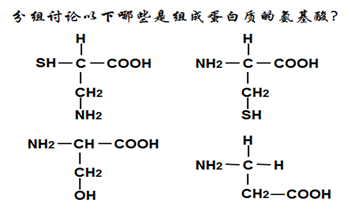 分组讨论以下哪些是组成蛋白质的氨基酸?
H H
SH—C—COOH NH2—C—COOH
CH2 CH2
NH2 SH
NH2—CH—COOH H
CH2 NH2—C—H
OH CH2—COOH